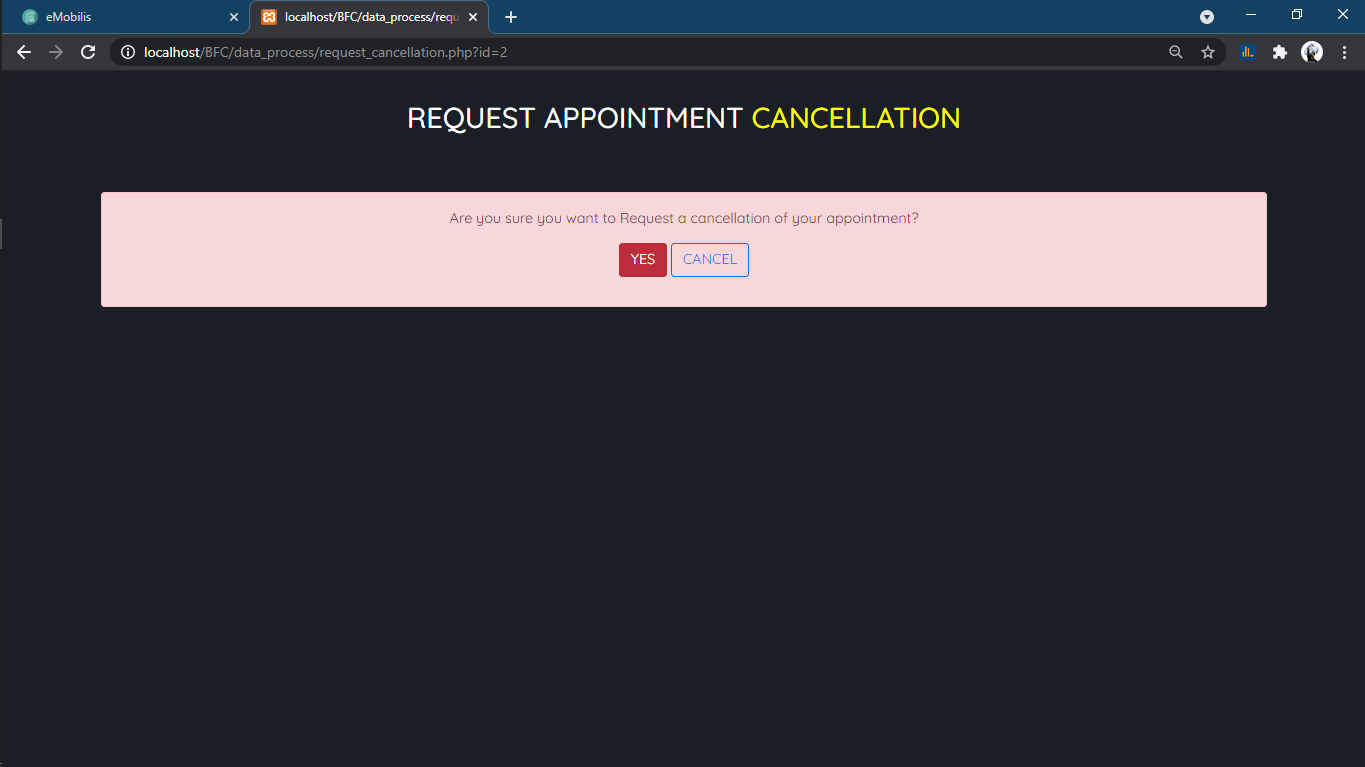 eMobilis
localhost/BFC/data_process/requ
localhost/BFC/data_process/request_cancellation.php?id=2
REQUEST APPOINTMENT CANCELLATION
Are you sure you want to Request a cancellation of your appointment?
YES CANCEL